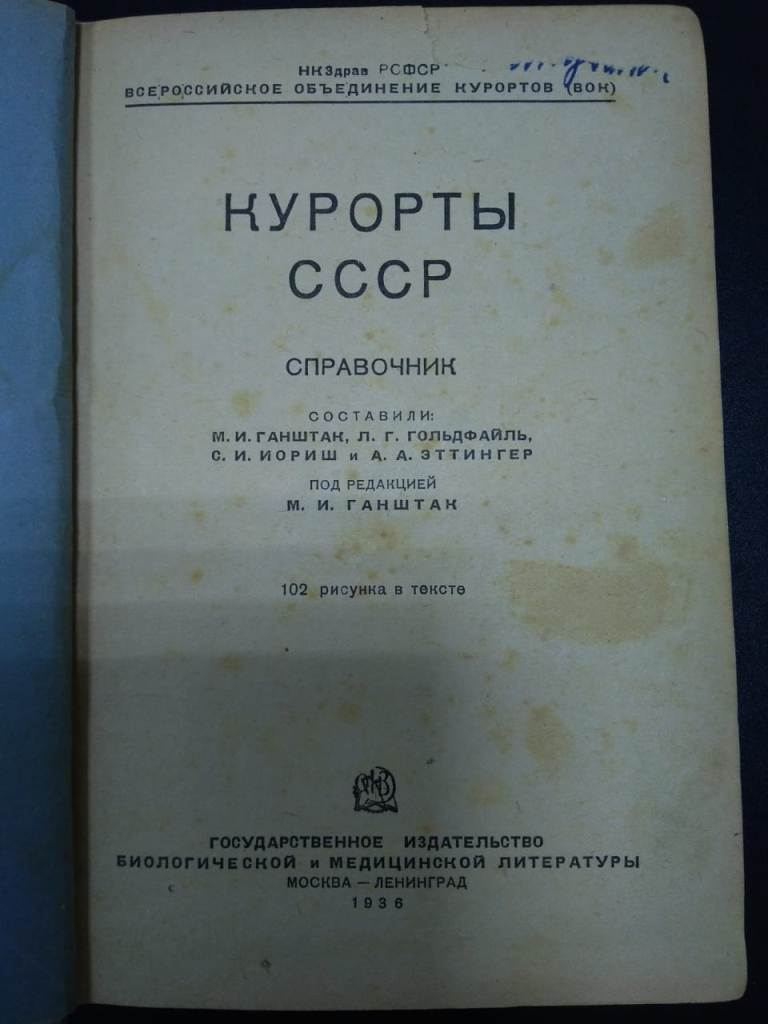 НКЗдрав РСФСР
ВСЕРОССИЙСКОЕ ОБЪЕДИНЕНИЕ КУРОРТОВ (ВОК)
КУРОРТЫ
СССР
СПРАВОЧНИК
СОСТАВИЛИ:
М. И. ГАНШТАК, Л. Г. ГОЛЬДФАЙЛЬ,
С. И. ИОРИШ и А. А. ЭТТИНГЕР
ПОД РЕДАКЦИЕЙ
М. И. ГАНШТАК
102 рисунка в тексте
ГОСУДАРСТВЕННОЕ ИЗДАТЕЛЬСТВО
БИОЛОГИЧЕСКОЙ и МЕДИЦИНСКОЙ ЛИТЕРАТУРЫ
МОСКВА — ЛЕНИНГРАД
1936